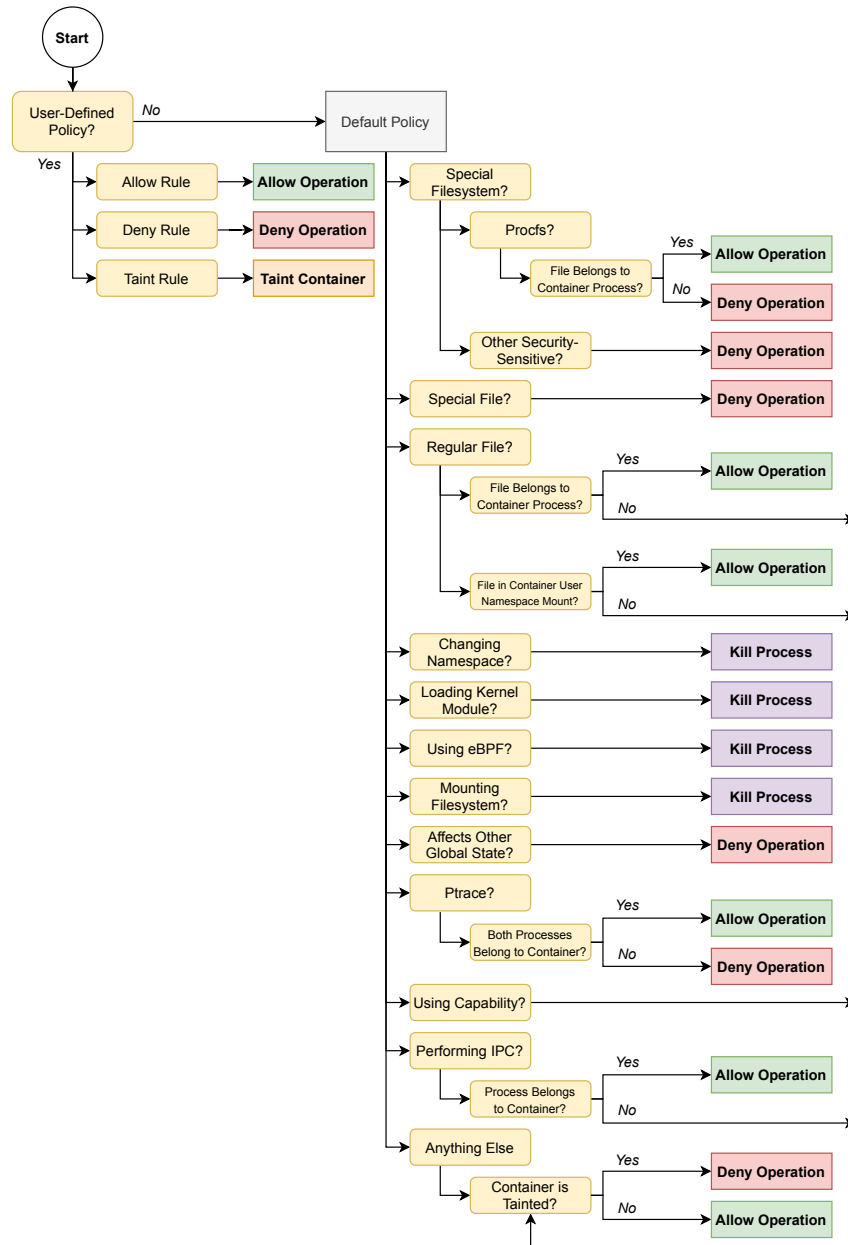 Start
User-Defined
Policy?
No
Default Policy
Yes
Allow Rule
Allow Operation
Deny Rule
Deny Operation
Taint Rule
Taint Container
Special
Filesystem?
Procfs?
File Belongs to
Container Process?
Yes
Allow Operation
No
Deny Operation
Other Security-
Sensitive?
Deny Operation
Special File?
Deny Operation
Regular File?
File Belongs to
Container Process?
Yes
Allow Operation
No
File in Container User
Namespace Mount?
Yes
Allow Operation
No
Changing
Namespace?
Kill Process
Loading Kernel
Module?
Kill Process
Using eBPF?
Kill Process
Mounting
Filesystem?
Kill Process
Affects Other
Global State?
Deny Operation
Ptrace?
Both Processes
Belong to Container?
Yes
Allow Operation
No
Deny Operation
Using Capability?
Performing IPC?
Process Belongs
to Container?
Yes
Allow Operation
No
Anything Else
Container is
Tainted?
Yes
Deny Operation
No
Allow Operation